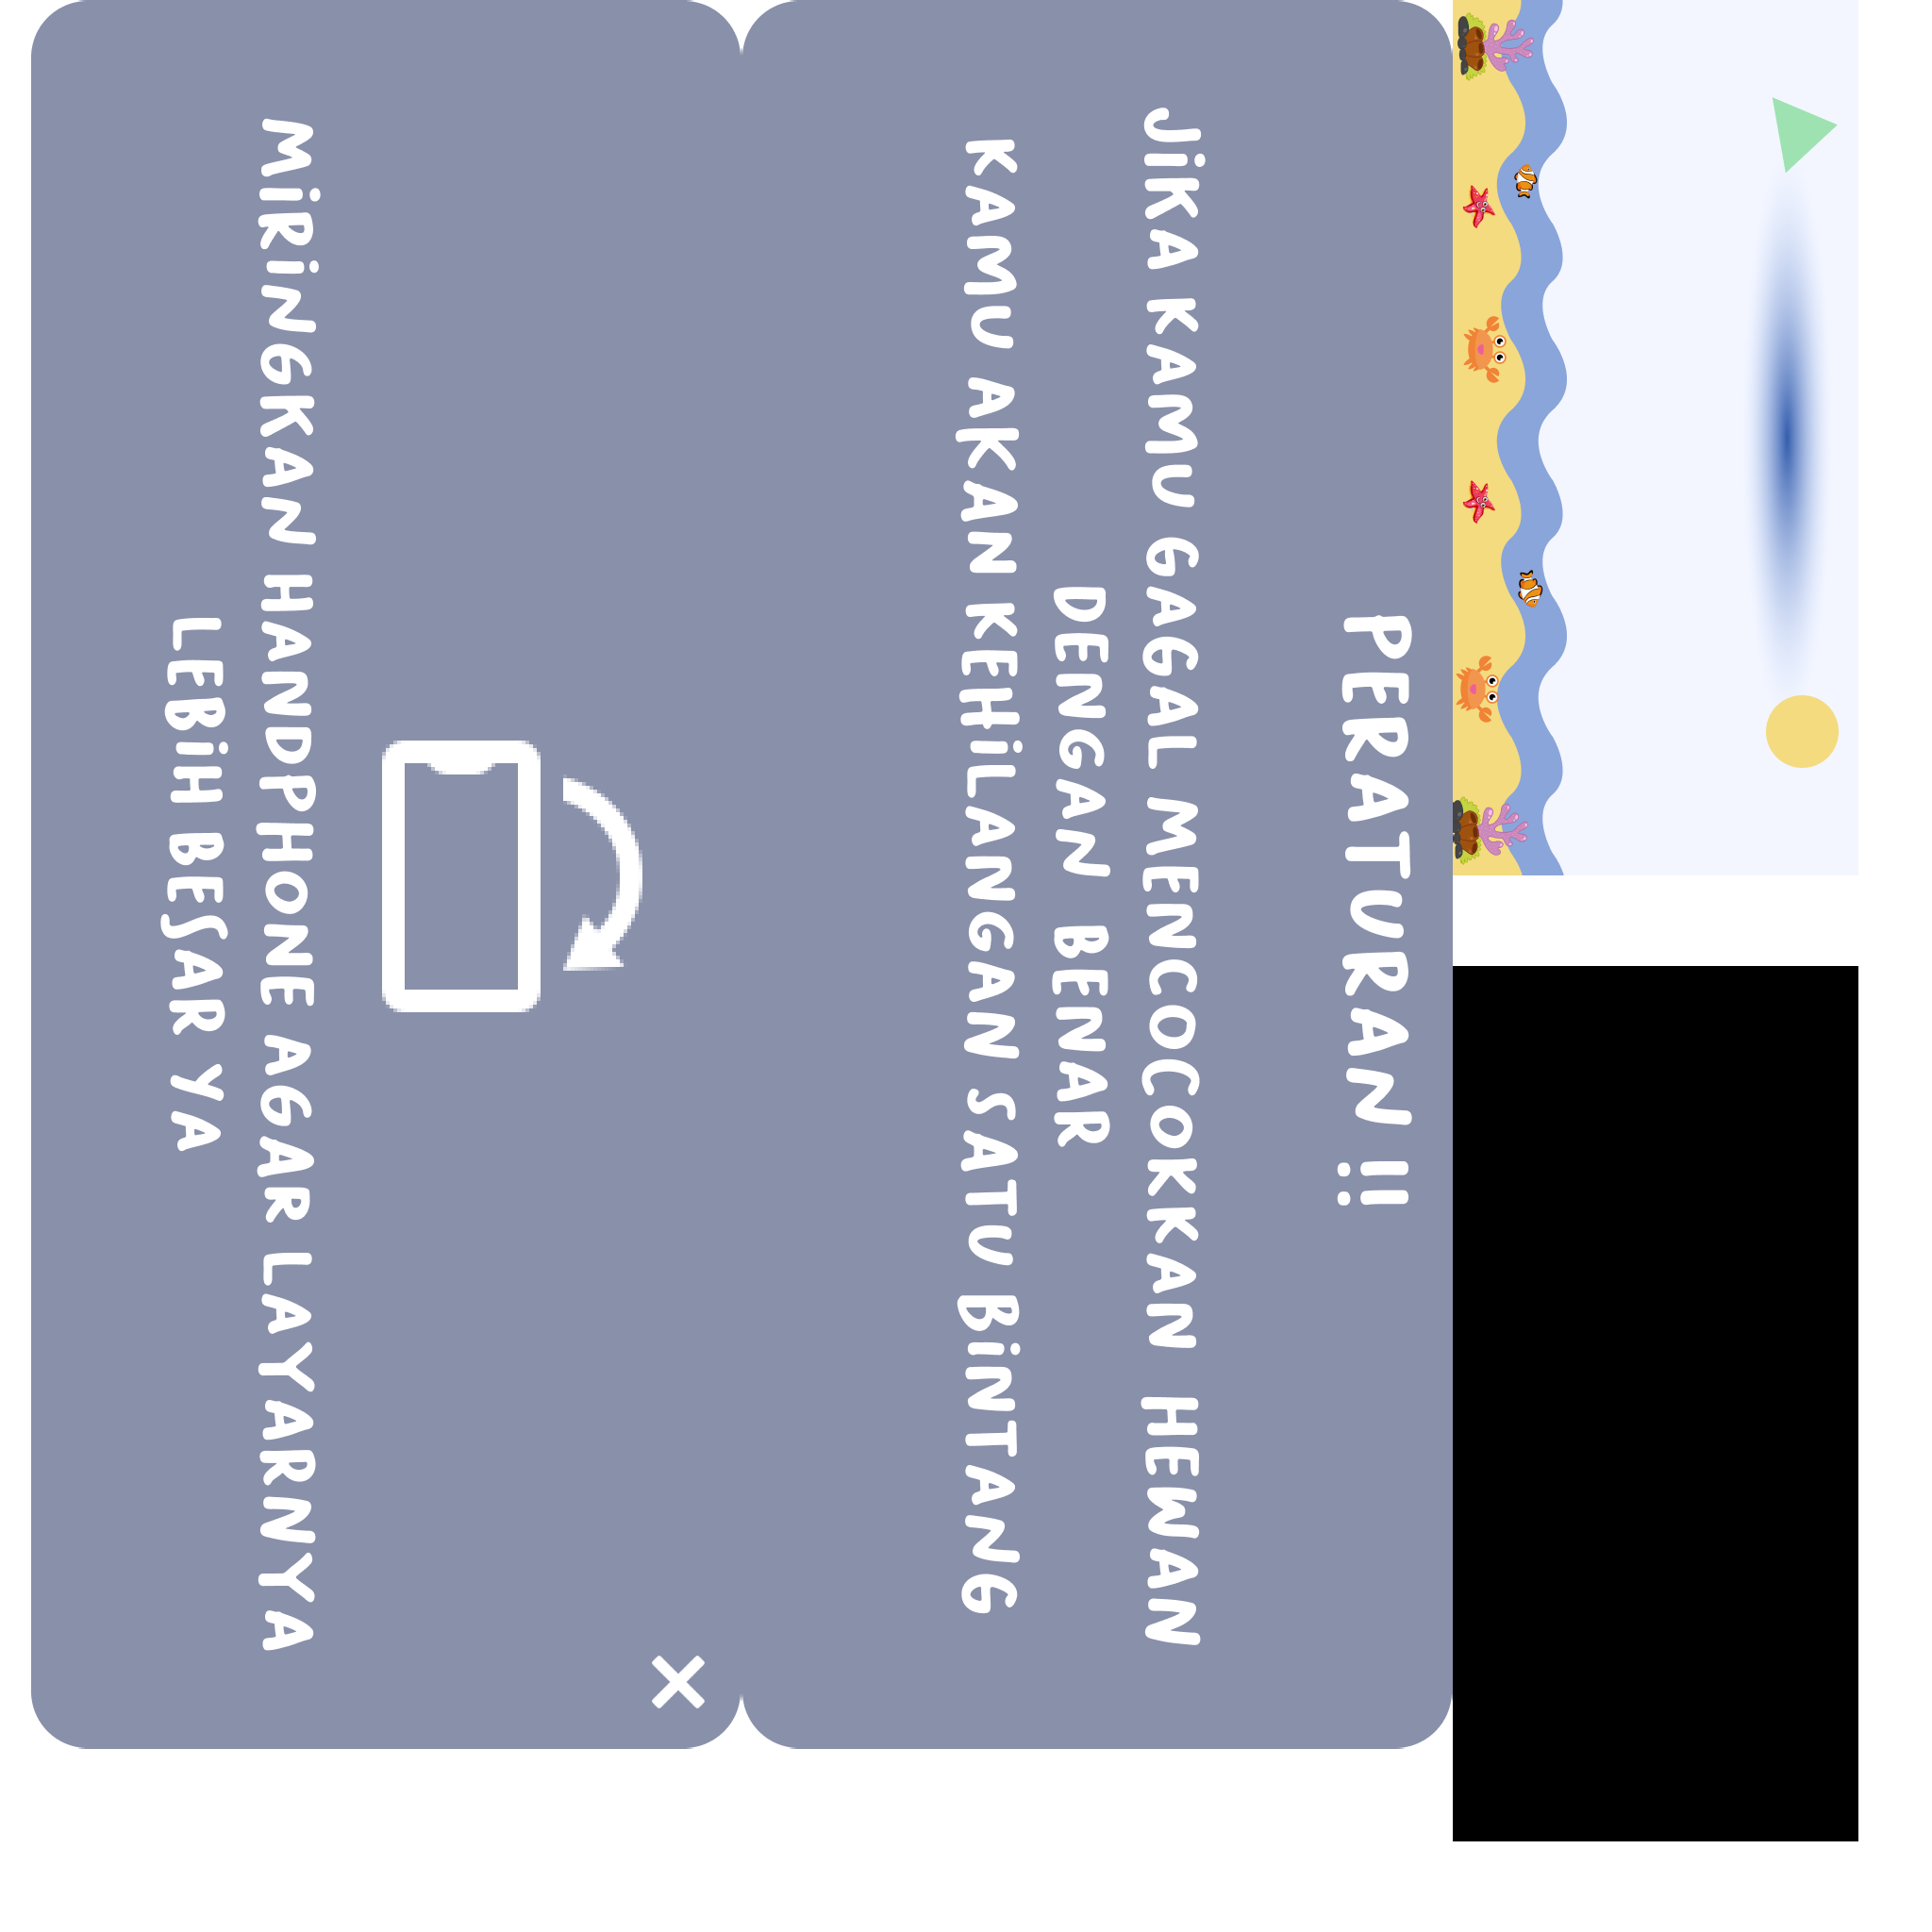 PERATURAN !!
JiKA KAMU GAGAL MENCOCOKKAN HEWAN
DENGAN BENAR
KAMU AKAN KEHiLANGAN SATU BiNTANG
MiRiNGKAN HANDPHONE AGAR LAYARNYA
LEBiH BESAR YA